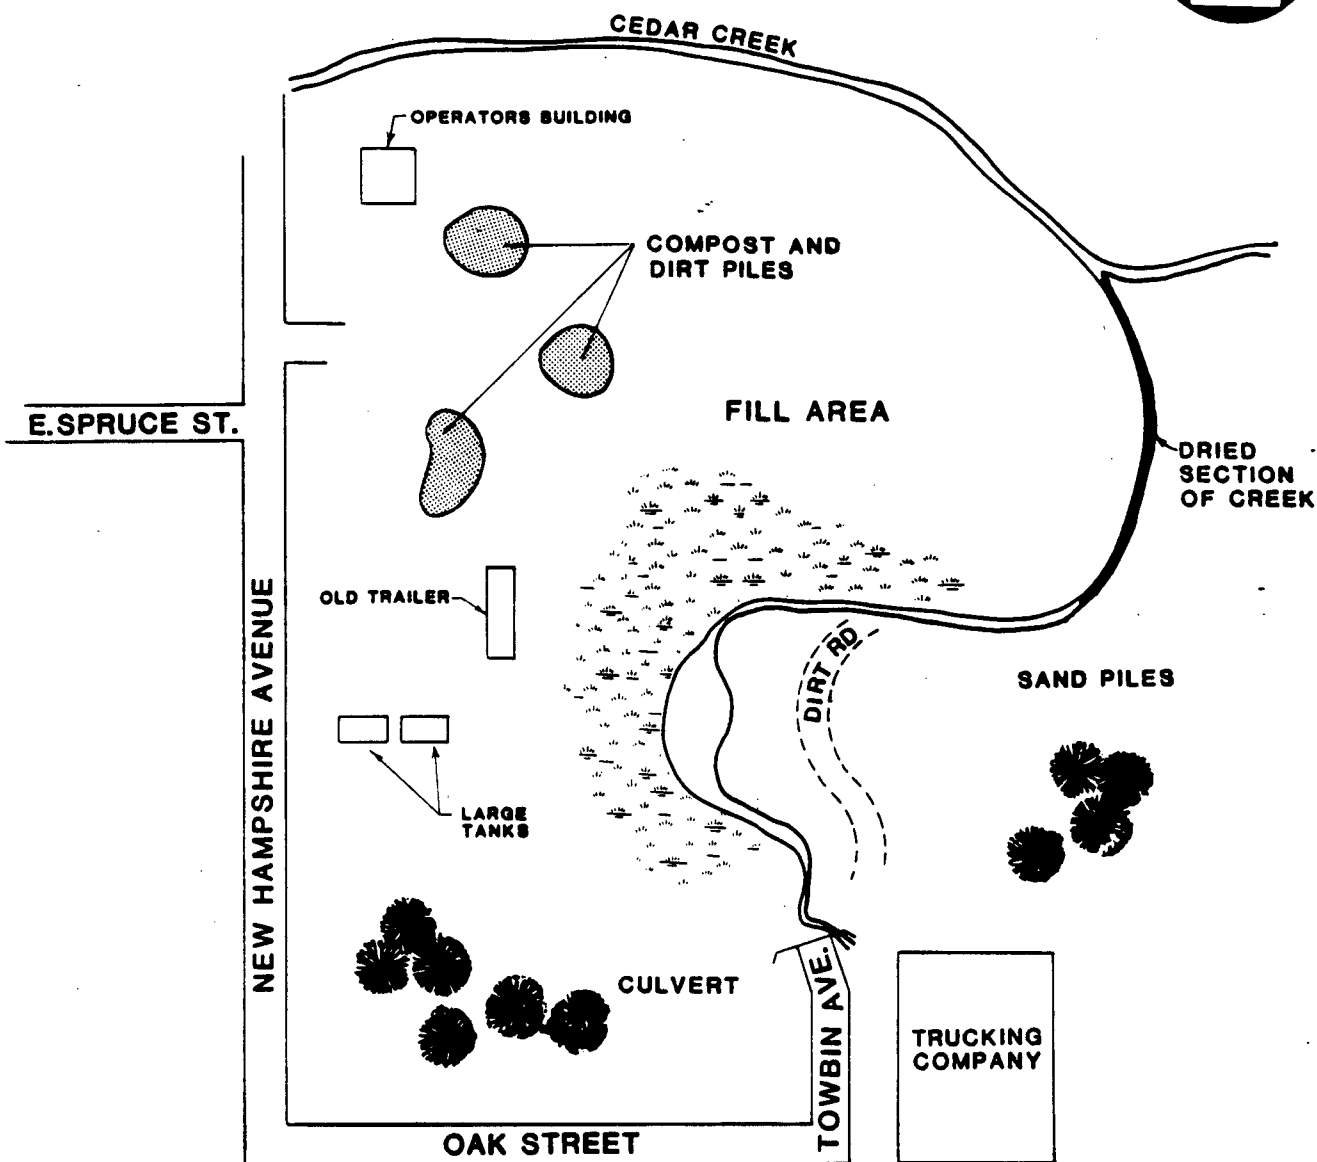 CEDAR CREEK
OPERATORS BUILDING
COMPOST AND
DIRT PILES
FILL AREA
E.SPRUCE ST.
DRIED
SECTION
OF CREEK
OLD TRAILER
NEW HAMPSHIRE AVENUE
DIRT RD
SAND PILES
LARGE
TANKS
CULVERT
TOWBIN AVE.
TRUCKING
COMPANY
OAK STREET